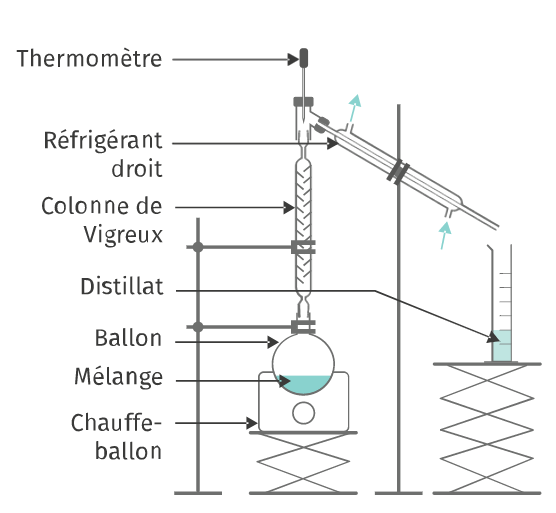 Thermomètre
Réfrigérant
droit
Colonne de
Vigreux
Distillat
Ballon
Mélange
Chauffe-
ballon